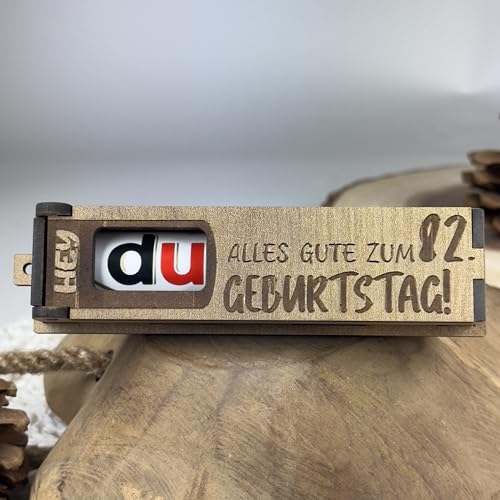 HEY
du
ALLES GUTE ZUM 82.
GEBURTSTAG!